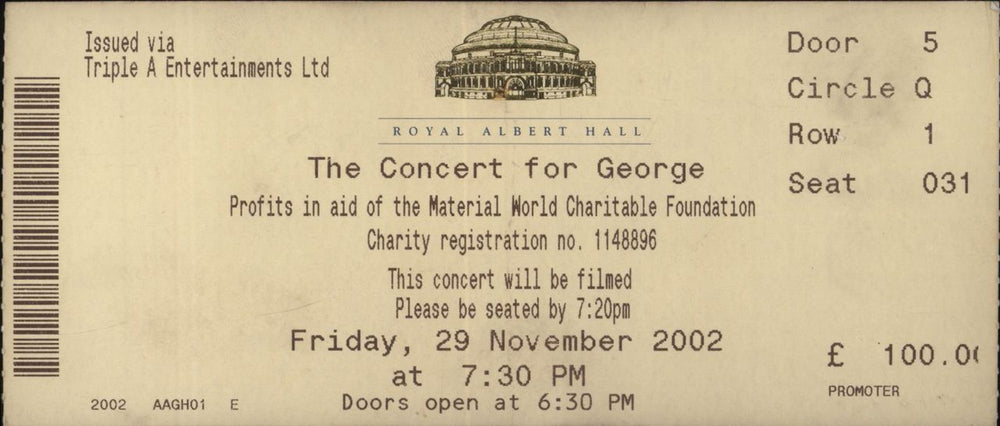 Issued via
Triple A Entertainments Ltd
ROYAL ALBERT HALL
The Concert for George
Profits in aid of the Material World Charitable Foundation
Charity registration no. 1148896
This concert will be filmed
Please be seated by 7:20pm
Friday, 29 November 2002
at 7:30 PM
Doors open at 6:30 PM
Door 5
Circle Q
Row 1
Seat 031
£ 100.0
PROMOTER
2002 AAGH01 E